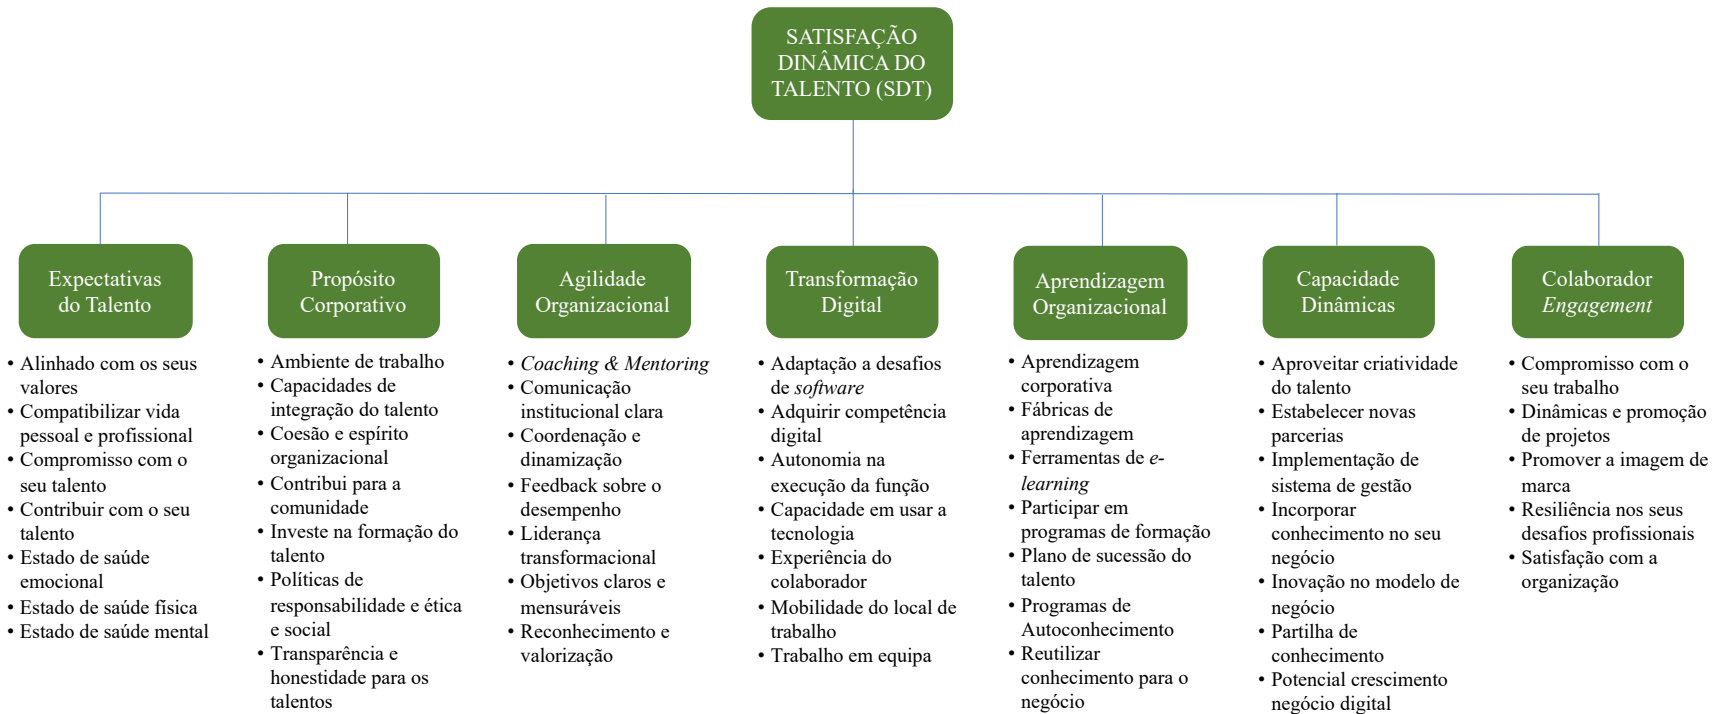 SATISFAÇÃO
DINÂMICA DO
TALENTO (SDT)
Expectativas
do Talento
• Alinhado com os seus
valores
• Compatibilizar vida
pessoal e profissional
• Compromisso com o
seu talento
• Contribuir com o seu
talento
• Estado de saúde
emocional
• Estado de saúde física
• Estado de saúde mental
Propósito
Corporativo
• Ambiente de trabalho
• Capacidades de
integração do talento
• Coesão e espírito
organizacional
• Contribui para a
comunidade
• Investe na formação do
talento
• Políticas de
responsabilidade e ética
e social
• Transparência e
honestidade para os
talentos
Agilidade
Organizacional
• Coaching & Mentoring
• Comunicação
institucional clara
• Coordenação e
dinamização
• Feedback sobre o
desempenho
• Liderança
transformacional
• Objetivos claros e
mensuráveis
• Reconhecimento e
valorização
Transformação
Digital
• Adaptação a desafios
de software
• Adquirir competência
digital
• Autonomia na
execução da função
• Capacidade em usar a
tecnologia
• Experiência do
colaborador
• Mobilidade do local de
trabalho
• Trabalho em equipa
Aprendizagem
Organizacional
• Aprendizagem
corporativa
• Fábricas de
aprendizagem
• Ferramentas de e-
learning
• Participar em
programas de formação
• Plano de sucessão do
talento
• Programas de
Autoconhecimento
• Reutilizar
conhecimento para o
negócio
Capacidade
Dinâmicas
• Aproveitar criatividade
do talento
• Estabelecer novas
parcerias
• Implementação de
sistema de gestão
• Incorporar
conhecimento no seu
negócio
• Inovação no modelo de
negócio
• Partilha de
conhecimento
• Potencial crescimento
negócio digital
Colaborador
Engagement
• Compromisso com o
seu trabalho
• Dinâmicas e promoção
de projetos
• Promover a imagem de
marca
• Resiliência nos seus
desafios profissionais
• Satisfação com a
organização